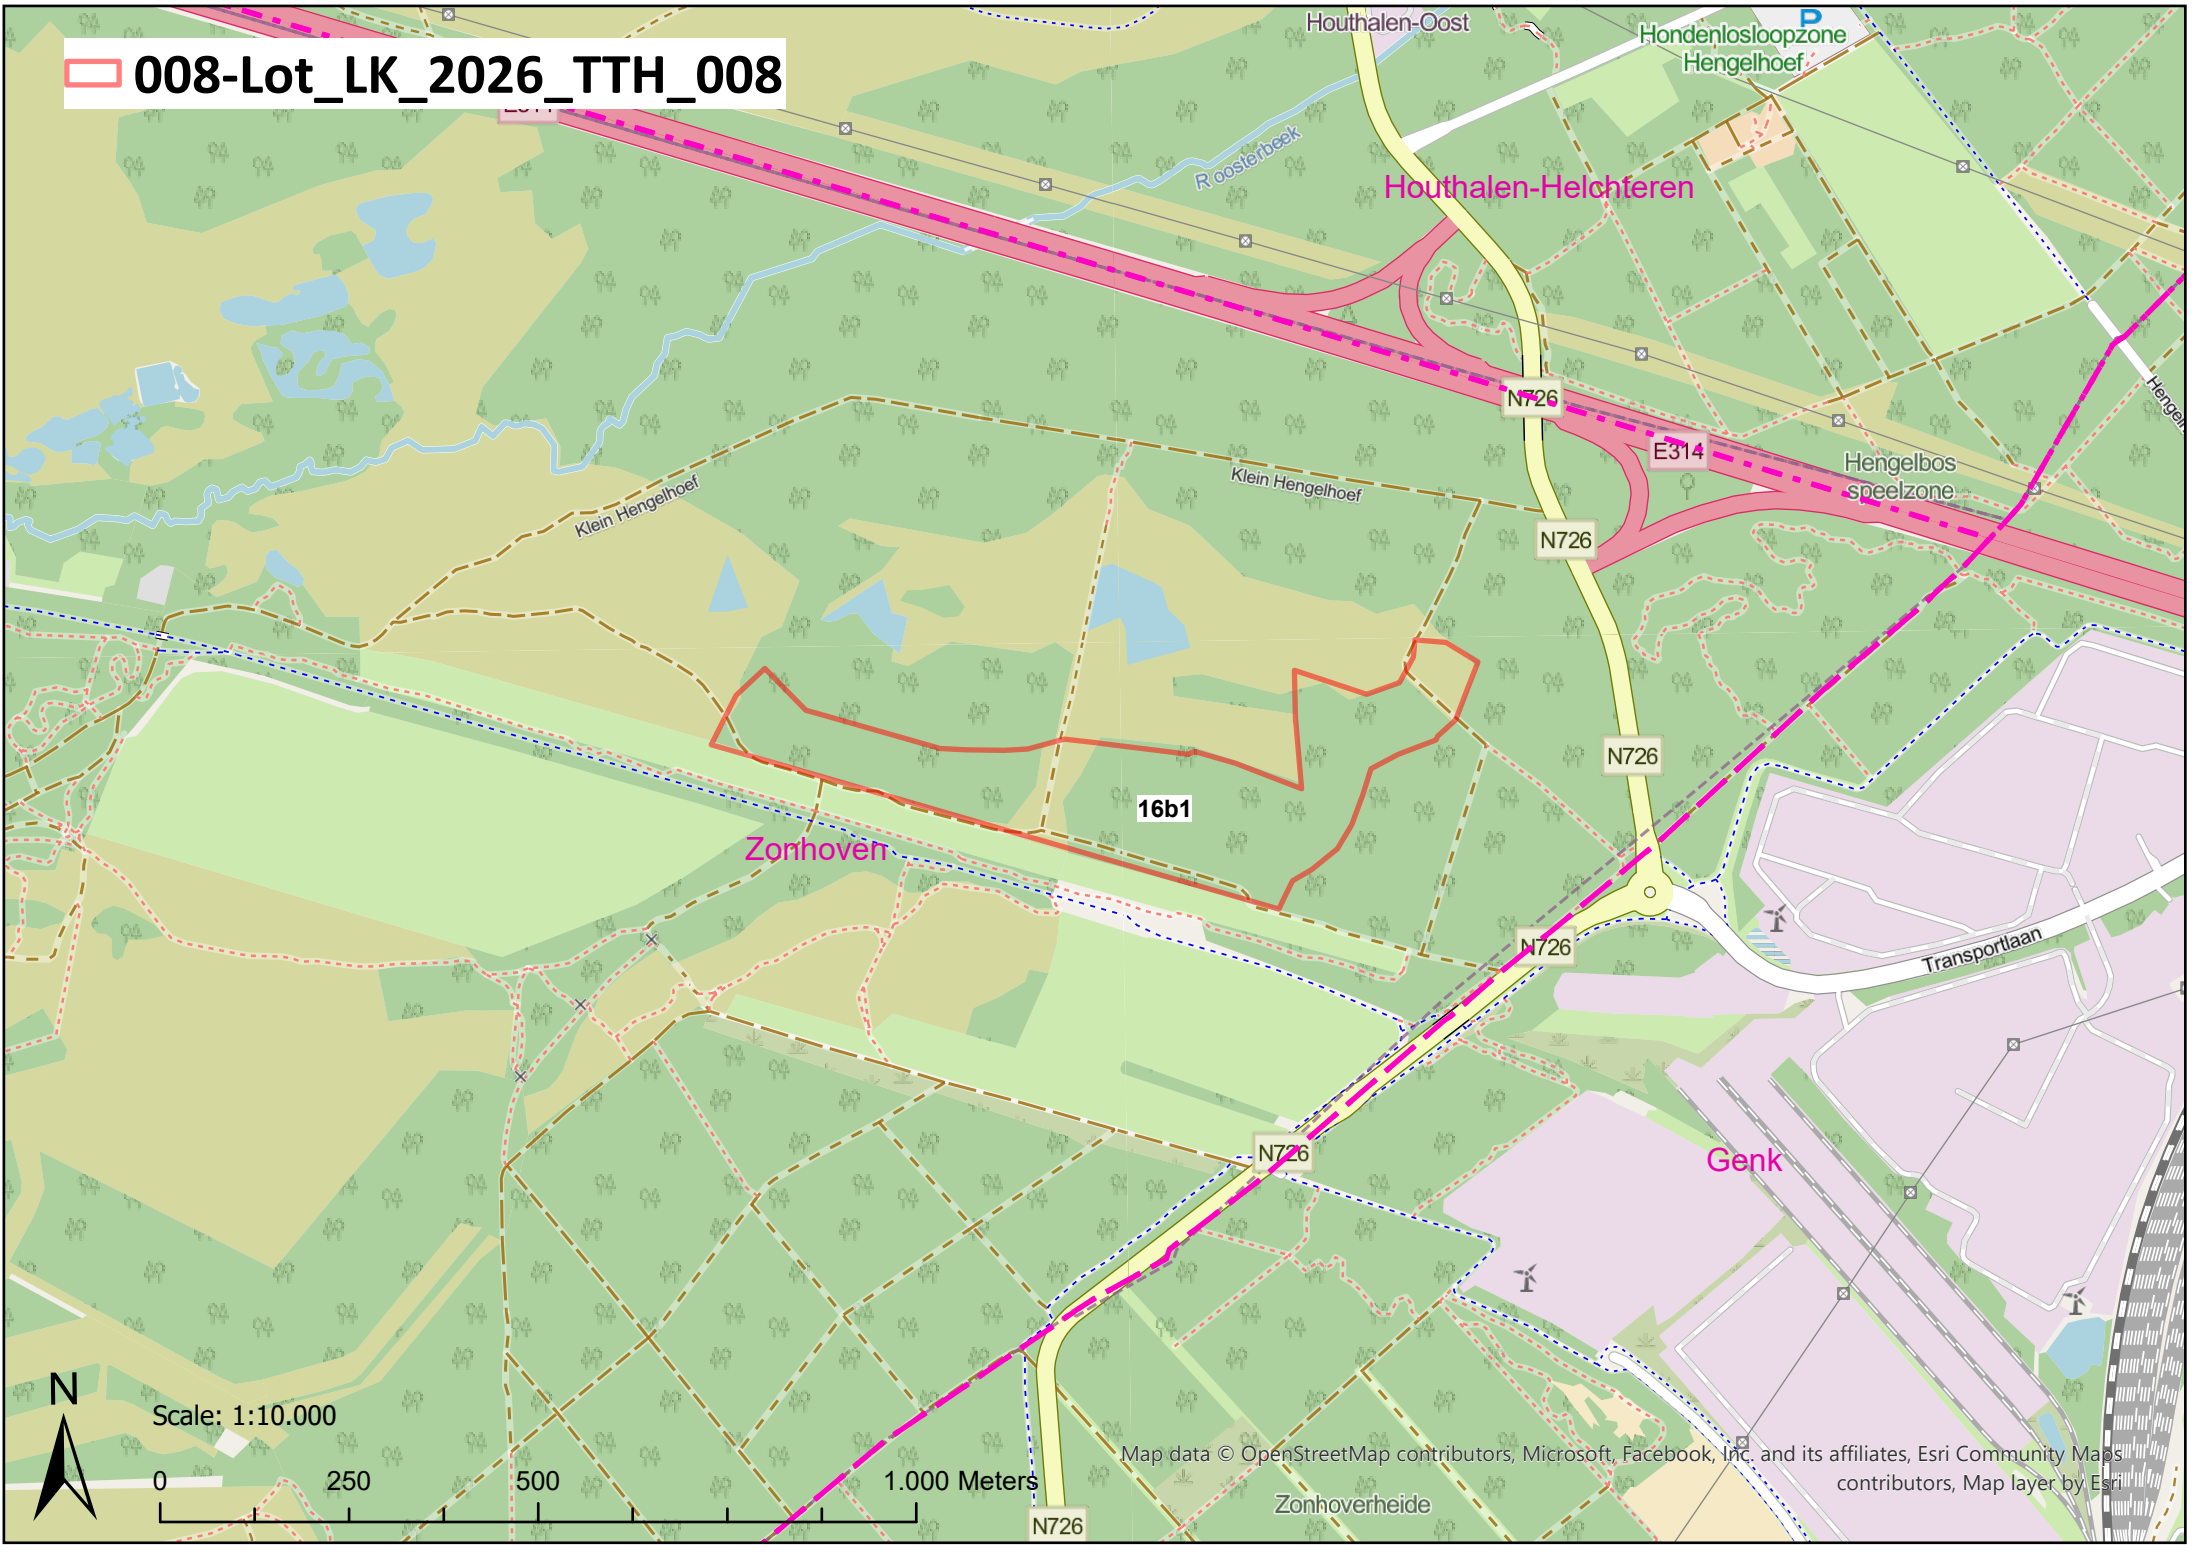 Houthalen-Oost
P
Hondenlosloopzone
Hengelhoef
008-Lot_LK_2026_TTH_008
E314
Roosterbeek
Houthalen-Helchteren
N726
E314
Hengelbos
speelzone
Klein Hengelhoef
Klein Hengelhoef
N726
N726
16b1
Zonhoven
N726
Transportlaan
N726
Genk
N
Scale: 1:10.000
0 250 500 1.000 Meters
Map data © OpenStreetMap contributors, Microsoft, Facebook, Inc. and its affiliates, Esri Community Maps
contributors, Map layer by Esri
Zonhoverheide
N726